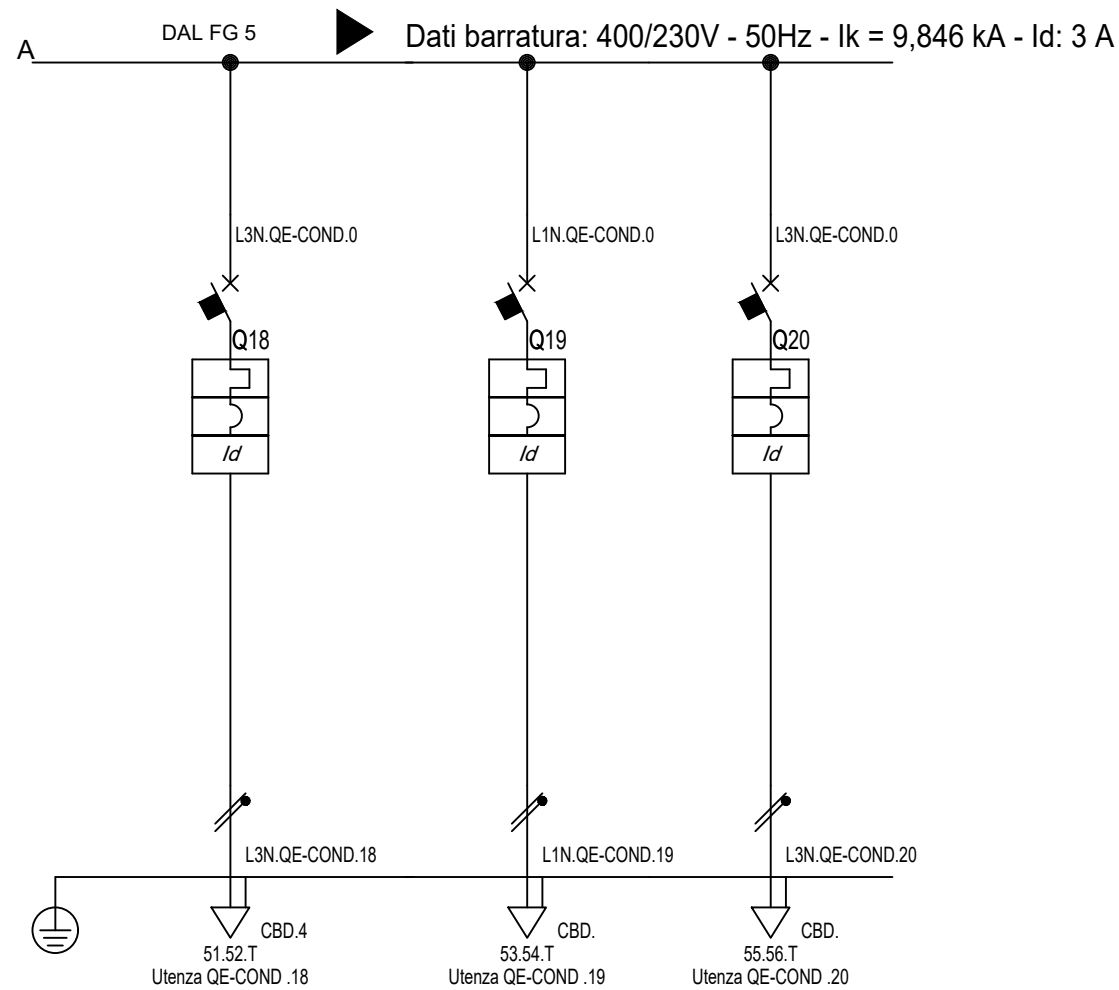 DAL FG 5
Dati barratura: 400/230V - 50Hz - Ik = 9,846 kA - Id: 3 A
A
L3N.QE-COND.0
L1N.QE-COND.0
L3N.QE-COND.0
Q18
Q19
Q20
Id
Id
Id
L3N.QE-COND.18
L1N.QE-COND.19
L3N.QE-COND.20
CBD.4
CBD.
CBD.
51.52.T
53.54.T
55.56.T
Utenza QE-COND .18
Utenza QE-COND .19
Utenza QE-COND .20